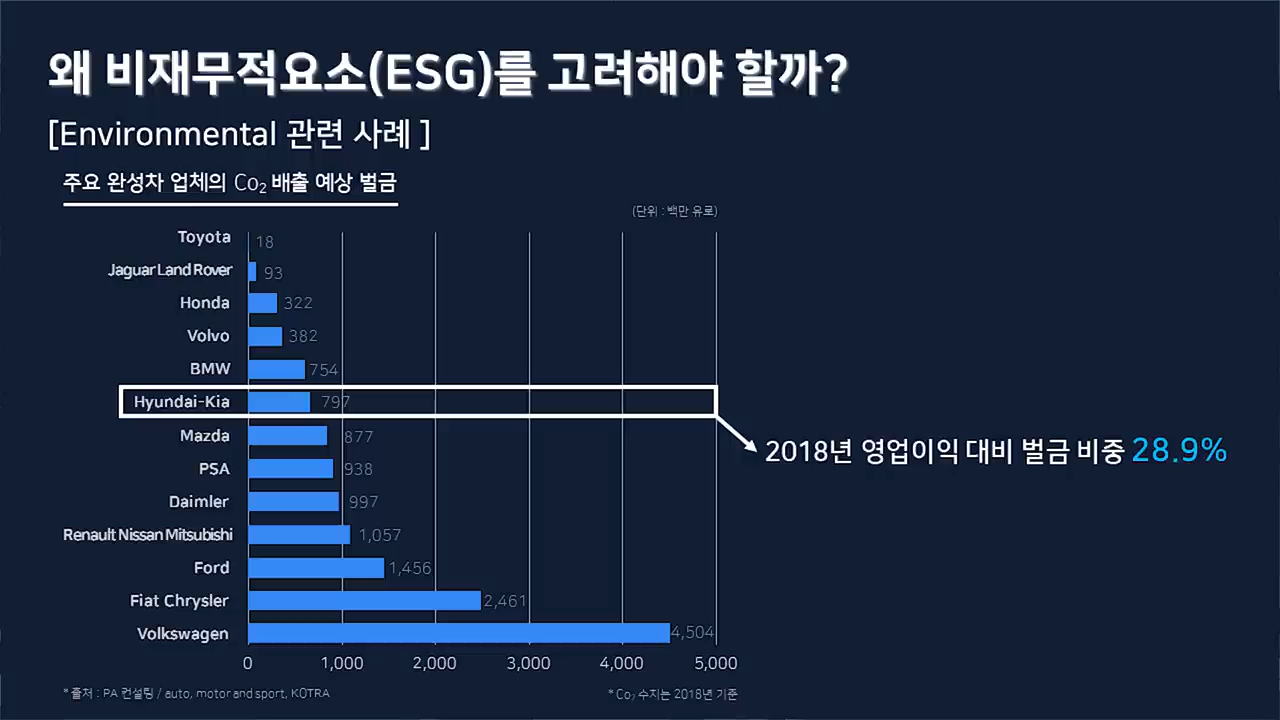 왜 비재무적요소(ESG)를 고려해야 할까?
[Environmental 관련 사례 ]
주요 완성차 업체의 Co₂ 배출 예상 벌금
(단위 : 백만 유로)
Toyota 18
Jaguar Land Rover 93
Honda 322
Volvo 382
BMW 754
Hyundai-Kia 797
Mazda 877
2018년 영업이익 대비 벌금 비중 28.9%
PSA 938
Daimler 997
Renault Nissan Mitsubishi 1,057
Ford 1,456
Fiat Chrysler 2,461
Volkswagen 4,504
0 1,000 2,000 3,000 4,000 5,000
* 출처 : PA 컨설팅 / auto, motor and sport, KOTRA
* Co₂ 수치는 2018년 기준